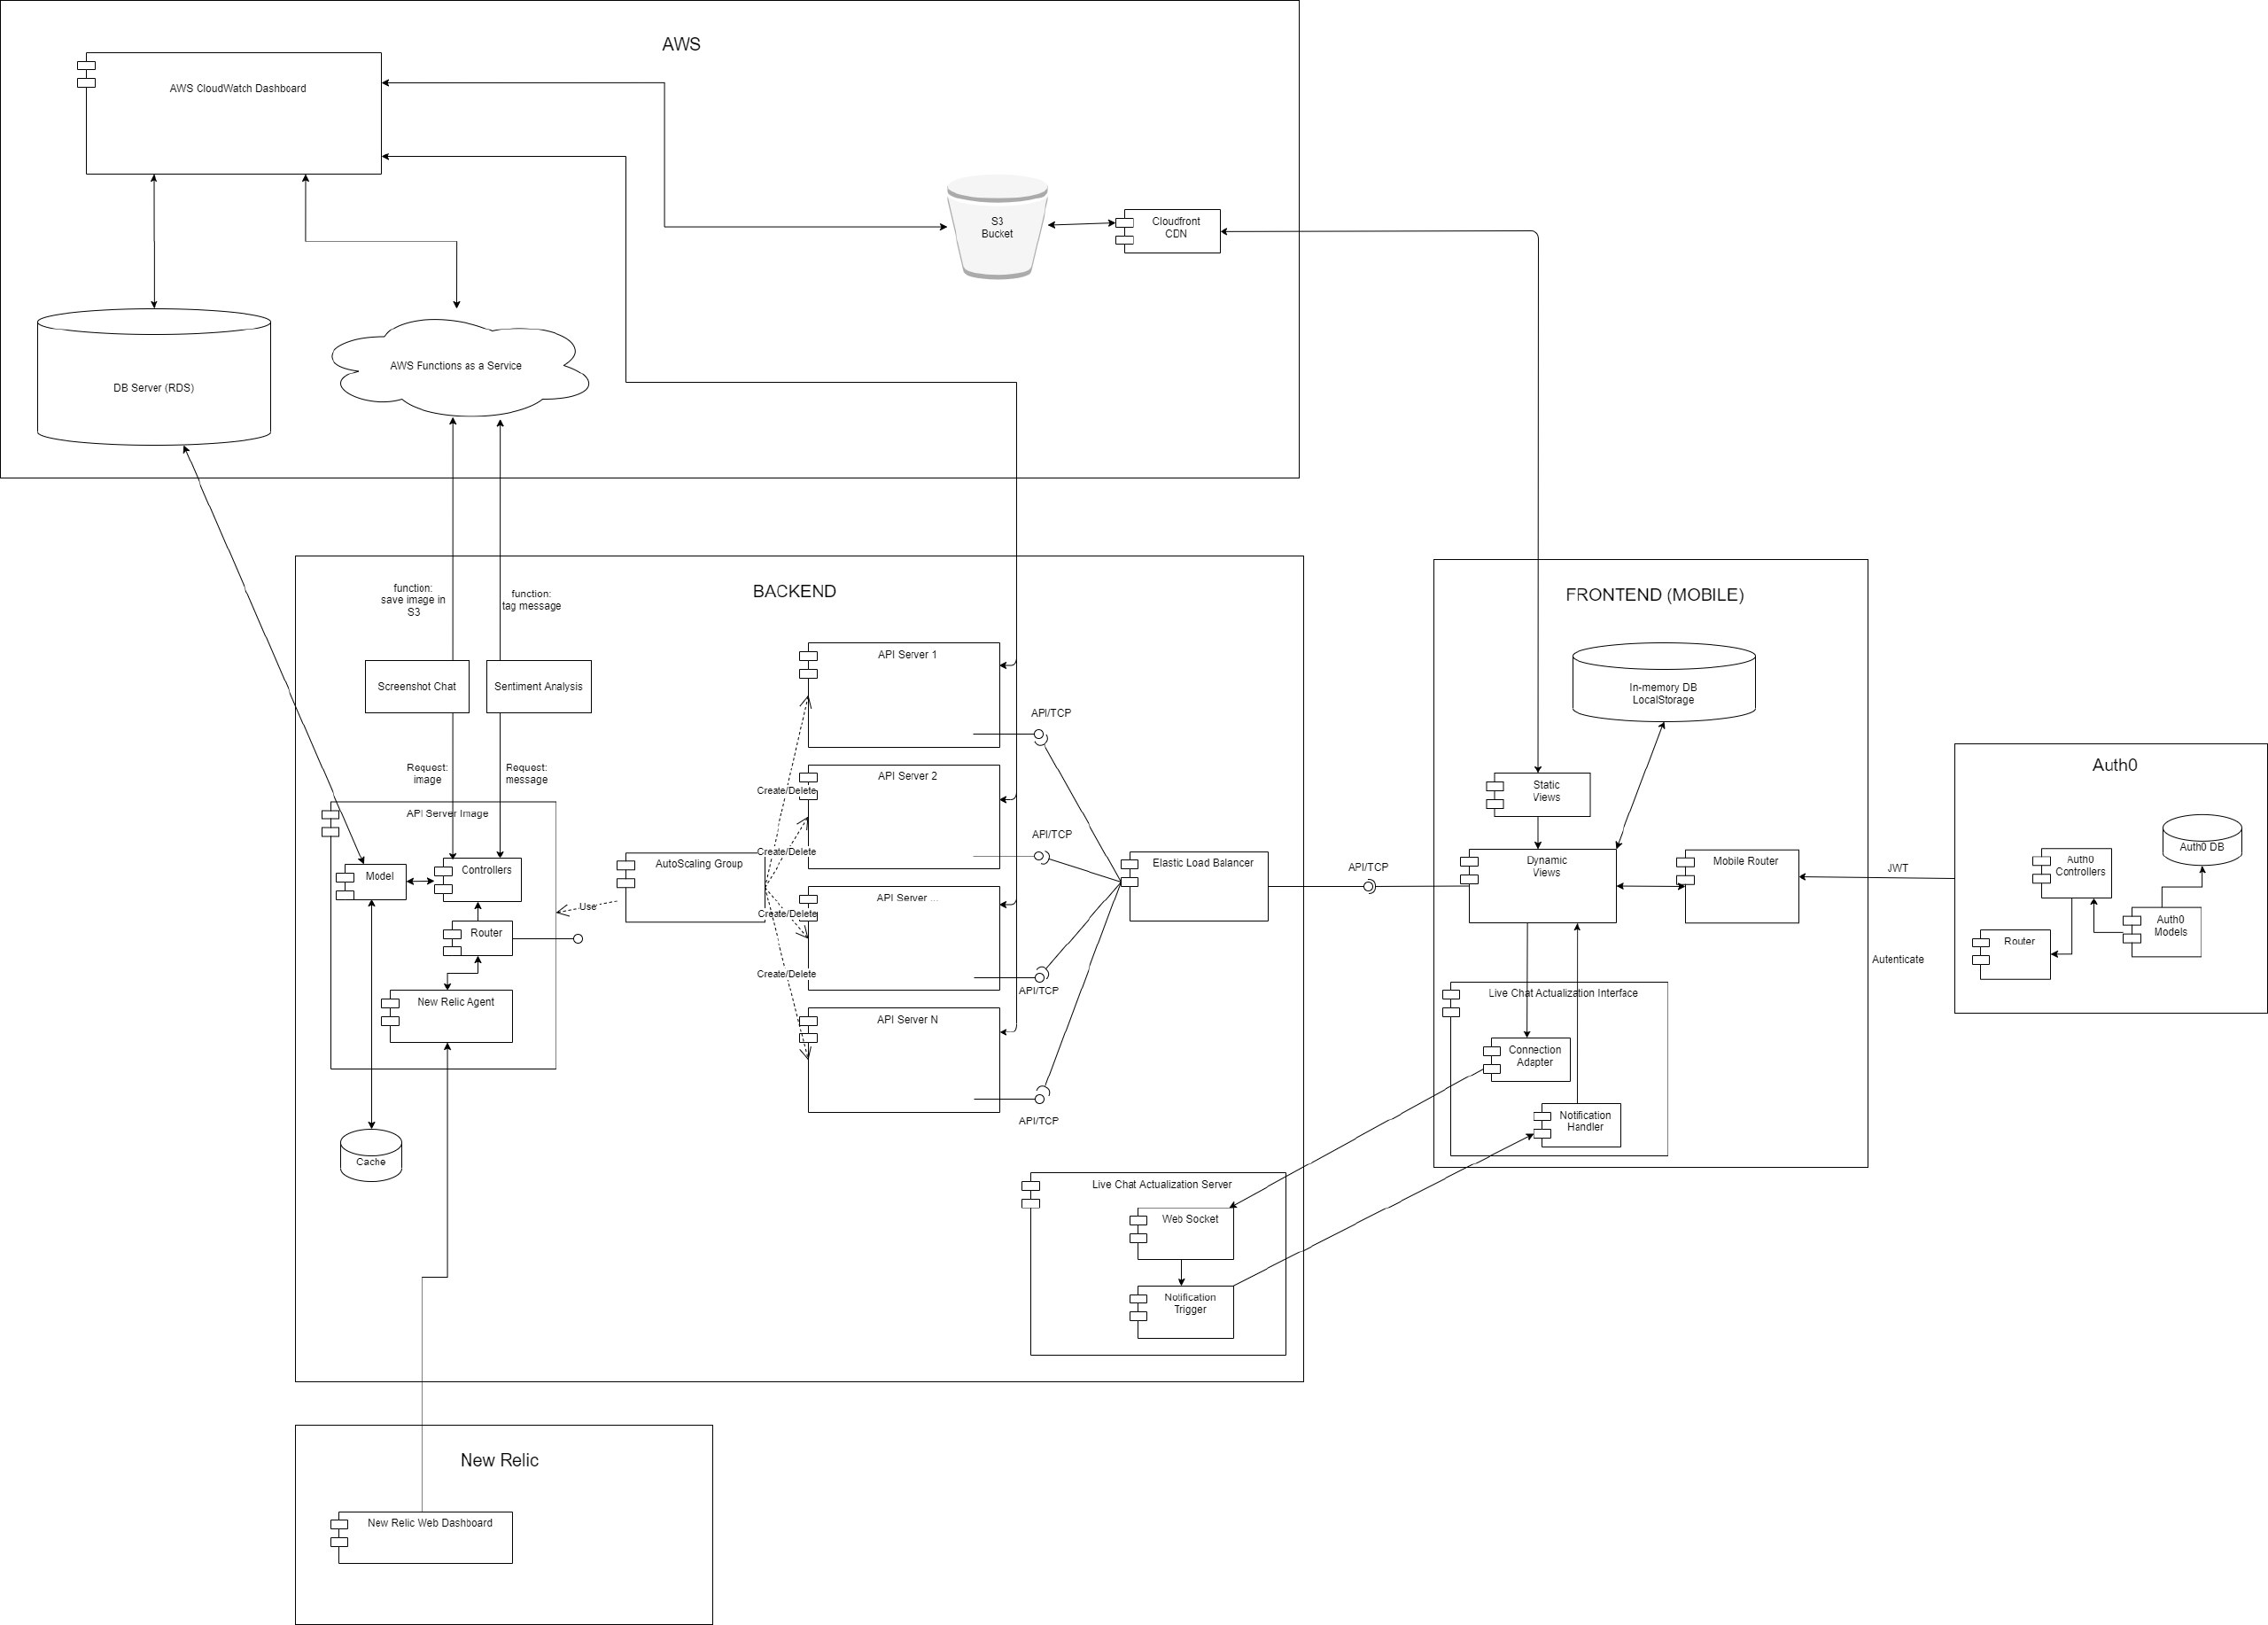 AWS
AWS CloudWatch Dashboard
S3
Bucket
Cloudfront
CDN
DB Server (RDS)
AWS Functions as a Service
BACKEND
function:
save image in
S3
function:
tag message
Screenshot Chat
Sentiment Analysis
Request:
image
Request:
message
API Server Image
Model
Controllers
Router
New Relic Agent
Cache
Use
AutoScaling Group
Create/Delete
Create/Delete
Create/Delete
Create/Delete
API Server 1
API Server 2
API Server ...
API Server N
API/TCP
API/TCP
API/TCP
API/TCP
Elastic Load Balancer
API/TCP
Live Chat Actualization Server
Web Socket
Notification
Trigger
FRONTEND (MOBILE)
In-memory DB
LocalStorage
Static
Views
Dynamic
Views
Mobile Router
Live Chat Actualization Interface
Connection
Adapter
Notification
Handler
JWT
Autenticate
Auth0
Auth0 DB
Auth0
Controllers
Auth0
Models
Router
New Relic
New Relic Web Dashboard